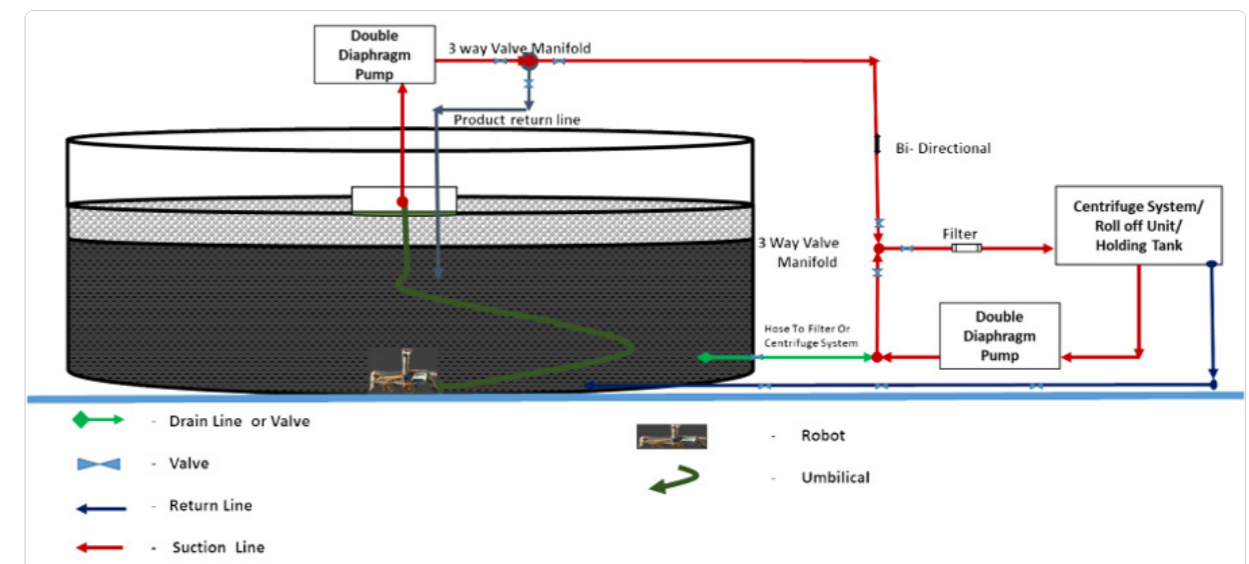 Double
Diaphragm
Pump
3 way Valve Manifold
Product return line
Bi- Directional
Centrifuge System/
Roll off Unit/
Holding Tank
Filter
3 Way Valve
Manifold
Hose To Filter Or
Centrifuge System
Double
Diaphragm
Pump
- Drain Line or Valve
- Valve
- Return Line
- Suction Line
- Robot
- Umbilical